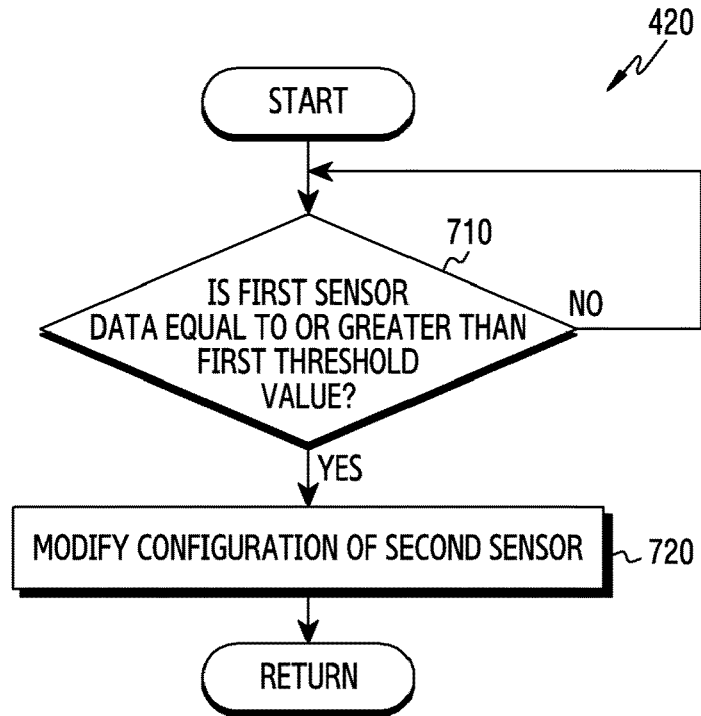 420
START
710
IS FIRST SENSOR
DATA EQUAL TO OR GREATER THAN
FIRST THRESHOLD
VALUE?
NO
YES
MODIFY CONFIGURATION OF SECOND SENSOR
720
RETURN